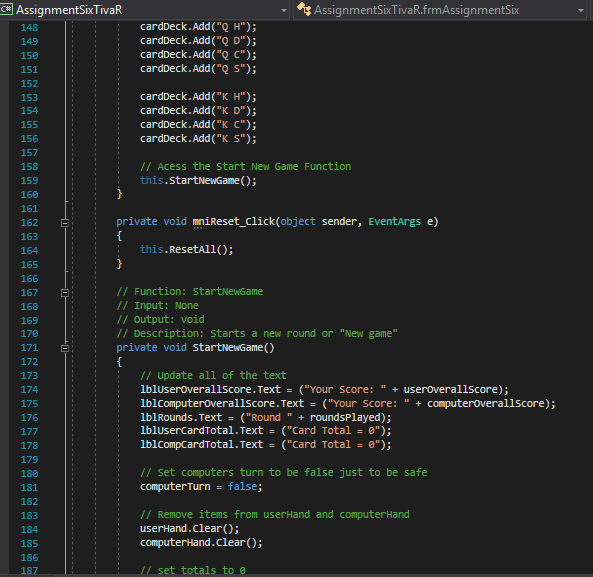 C# AssignmentSixTivaR AssignmentSixTivaR.frmAssignmentSix
148 cardDeck.Add("Q H");
149 cardDeck.Add("Q D");
150 cardDeck.Add("Q C");
151 cardDeck.Add("Q S");
152
153 cardDeck.Add("K H");
154 cardDeck.Add("K D");
155 cardDeck.Add("K C");
156 cardDeck.Add("K S");
157
158 // Acess the Start New Game Function
159 this.StartNewGame();
160 }
161
162 private void mniReset_Click(object sender, EventArgs e)
163 {
164 this.ResetAll();
165 }
166
167 // Function: StartNewGame
168 // Input: None
169 // Output: void
170 // Description: Starts a new round or "New game"
171 private void StartNewGame()
172 {
173 // Update all of the text
174 lblUserOverallScore.Text = ("Your Score: " + userOverallScore);
175 lblComputerOverallScore.Text = ("Your Score: " + computerOverallScore);
176 lblRounds.Text = ("Round " + roundsPlayed);
177 lblUserCardTotal.Text = ("Card Total = 0");
178 lblCompCardTotal.Text = ("Card Total = 0");
179
180 // Set computers turn to be false just to be safe
181 computerTurn = false;
182
183 // Remove items from userHand and computerHand
184 userHand.Clear();
185 computerHand.Clear();
186
187 // set totals to 0